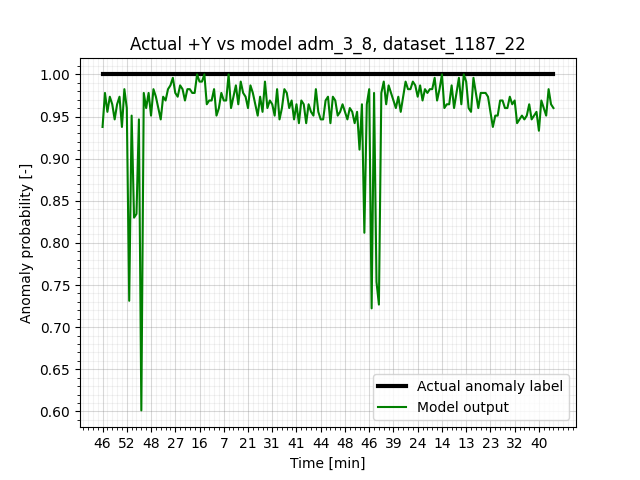 Actual +Y vs model adm_3_8, dataset_1187_22
Anomaly probability [-]
1.00
0.95
0.90
0.85
0.80
0.75
0.70
0.65
0.60
Actual anomaly label
Model output
46 52 48 27 16 7 21 31 41 44 48 46 39 24 14 13 23 32 40
Time [min]